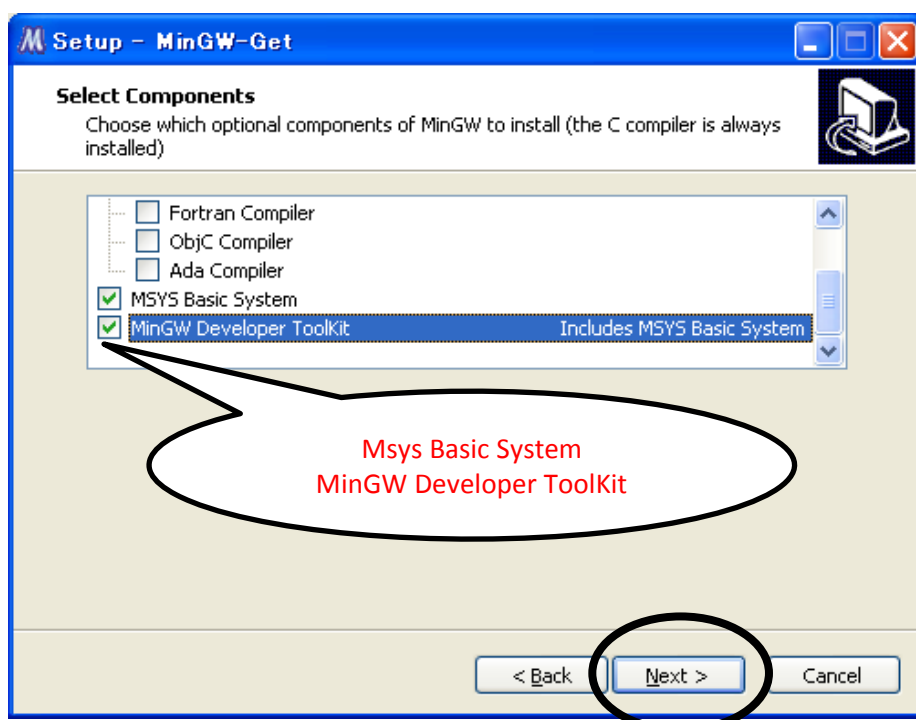 Setup - MinGW-Get
Select Components
Choose which optional components of MinGW to install (the C compiler is always
installed)
Fortran Compiler
ObjC Compiler
Ada Compiler
MSYS Basic System
MinGW Developer ToolKit Includes MSYS Basic System
Msys Basic System
MinGW Developer ToolKit
< Back Next > Cancel